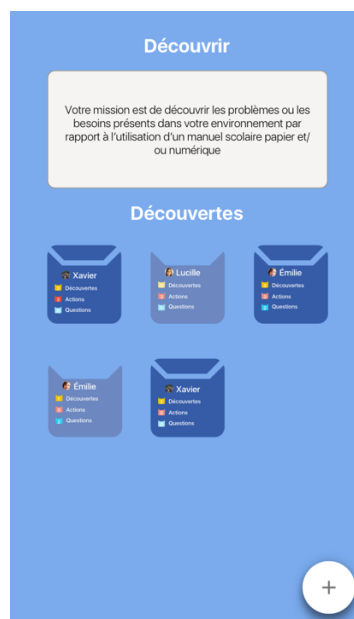 Découvrir
Votre mission est de découvrir les problèmes ou les
besoins présents dans votre environnement par
rapport à l'utilisation d'un manuel scolaire papier et/
ou numérique
Découvertes
Xavier
Découvertes
Actions
Questions
Lucille
Découvertes
Actions
Questions
Émilie
Découvertes
Actions
Questions
Émilie
Découvertes
Actions
Questions
Xavier
Découvertes
Actions
Questions
+